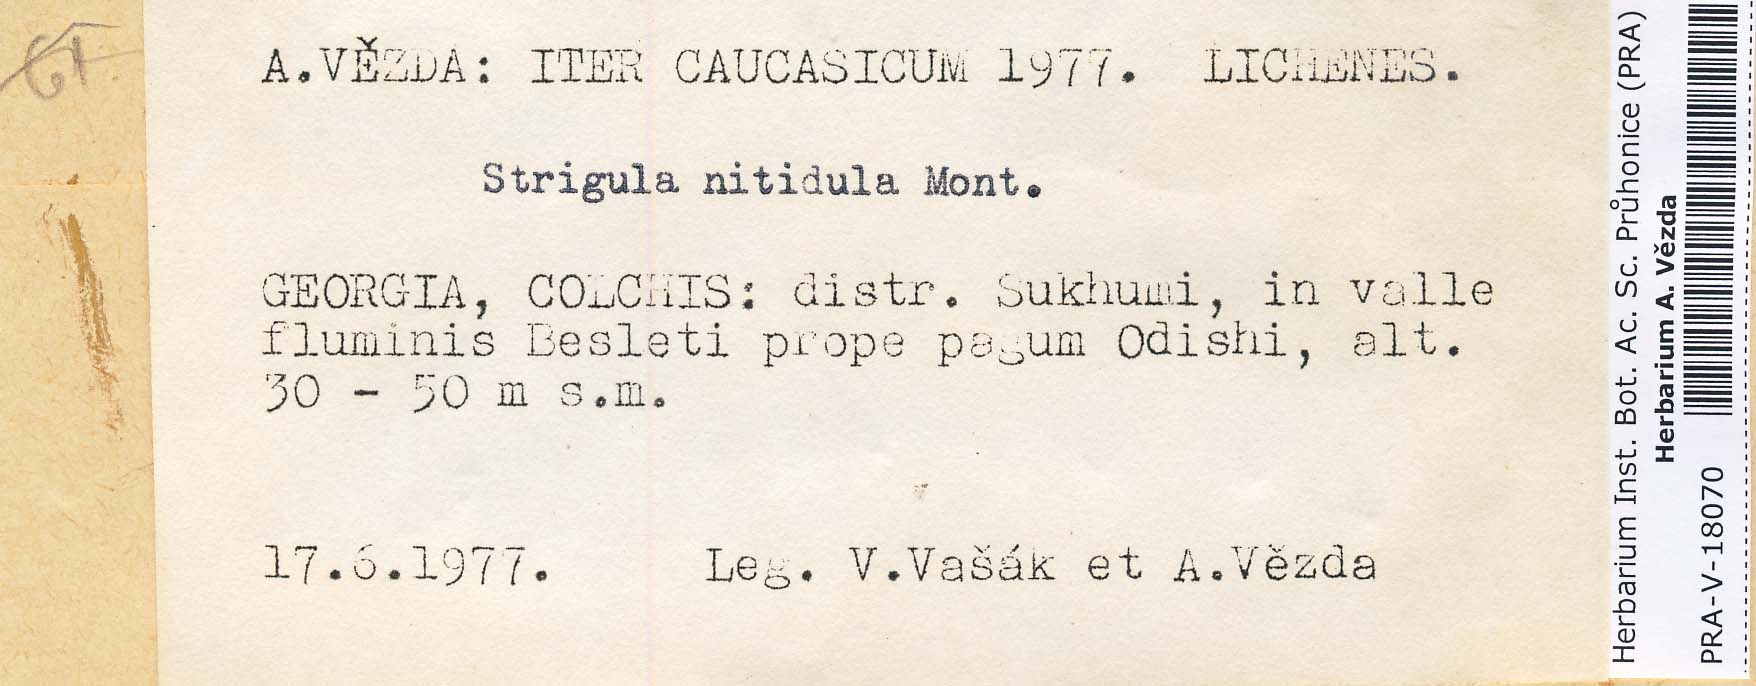 A.VĚZDA: ITER CAUCASICUM 1977. LICHENES.
Strigula nitidula Mont.
GEORGIA, COLCHIS: distr. Sukhumi, in valle
fluminis Besleti prope pagum Odishi, alt.
30 - 50 m s.m.
17.6.1977. Leg. V.Vašák et A.Vězda
Herbarium Inst. Bot. Ac. Sc. Průhonice (PRA)
Herbarium A. Vězda
PRA-V-18070